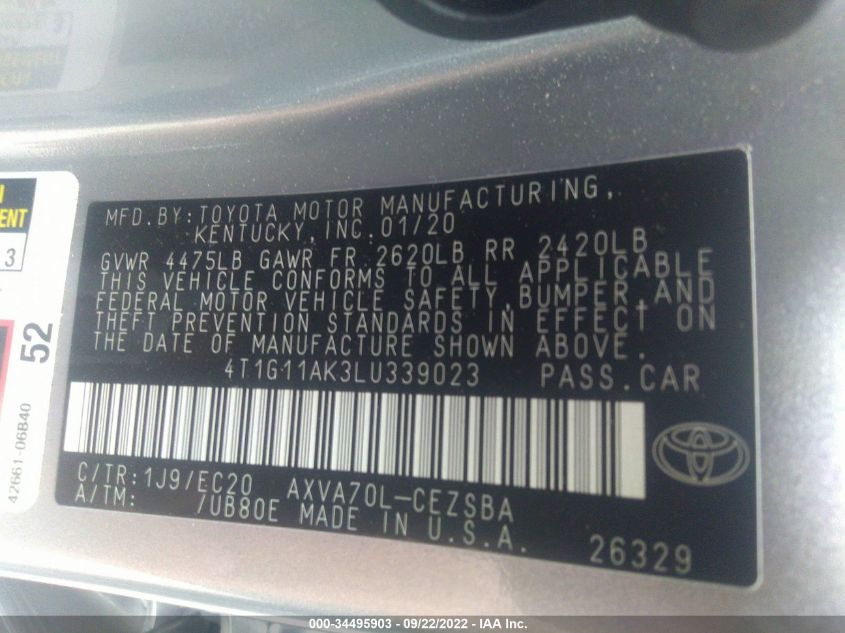 MFD.BY:TOYOTA MOTOR MANUFACTURING,
KENTUCKY, INC.01/20
GVWR 4475LB GAWR FR 2620LB RR 2420LB
THIS VEHICLE CONFORMS TO ALL APPLICABLE
FEDERAL MOTOR VEHICLE SAFETY,BUMPER,AND
THEFT PREVENTION STANDARDS IN EFFECT ON
THE DATE OF MANUFACTURE SHOWN ABOVE.
4T1G11AK3LU339023 PASS.CAR
C/TR:1J9/EC20 AXVA70L-CEZSBA
A/TM: /UB80E MADE IN U.S.A.
26329
3
52
42661-06B40
000-34495903 - 09/22/2022 - IAA Inc.